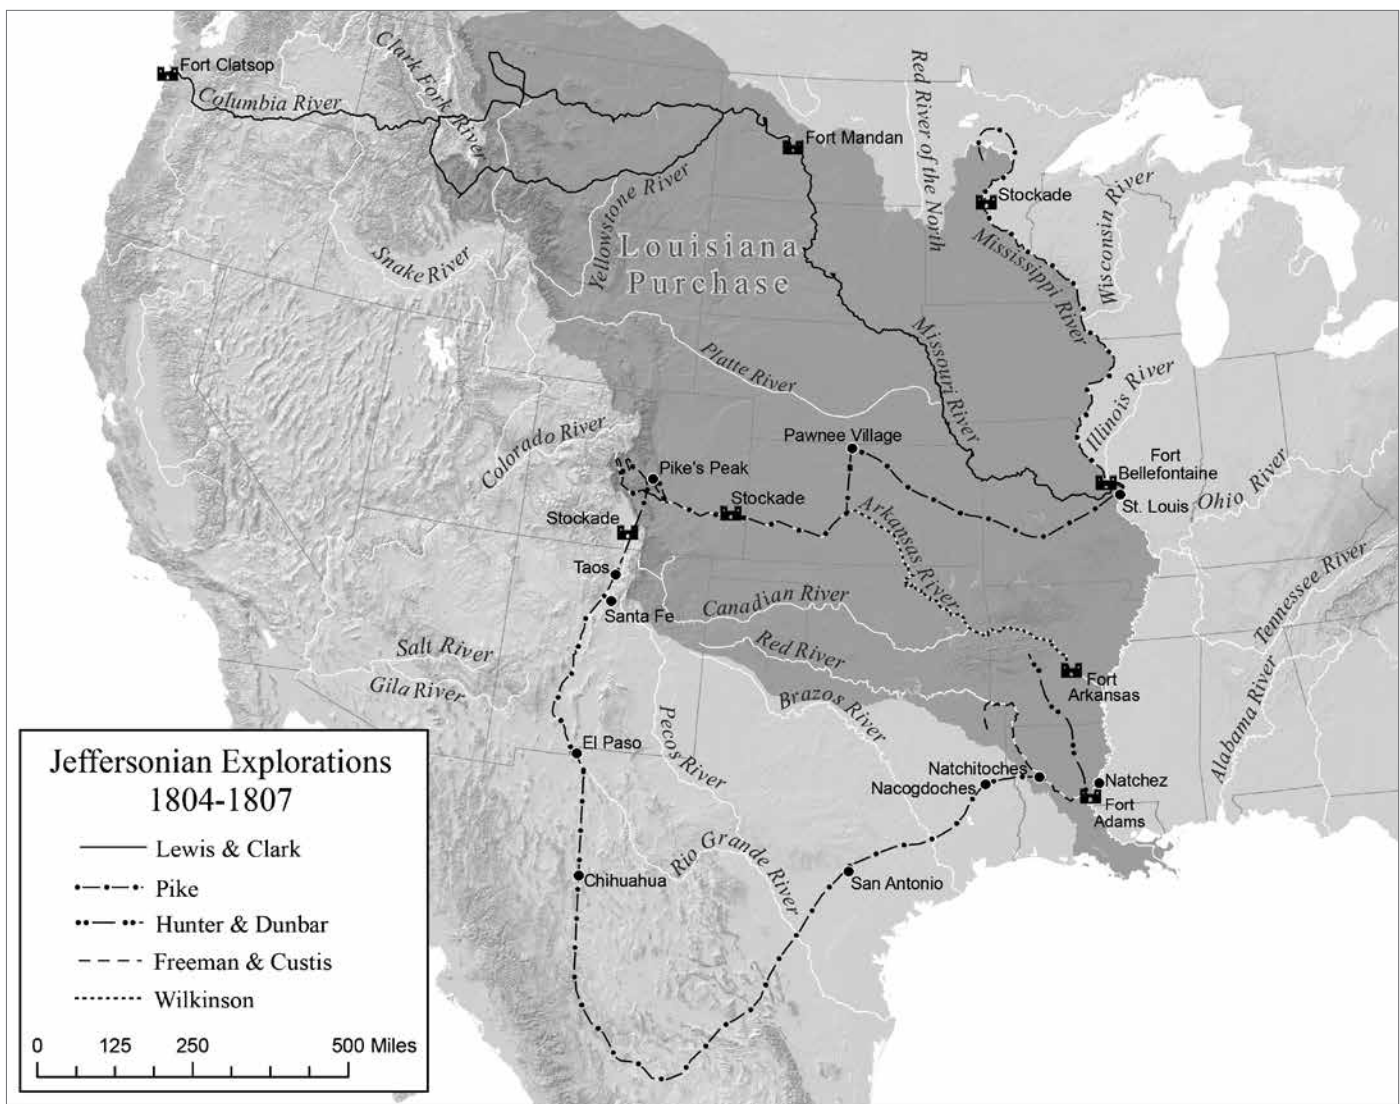 Fort Clatsop
Columbia River
Clark Fork River
Fort Mandan
Red River of the North
Stockade
Wisconsin River
Mississippi River
Yellowstone River
Louisiana
Purchase
Snake River
Missouri River
Platte River
Illinois River
Colorado River
Pawnee Village
Pike's Peak
Stockade
Fort
Bellefontaine
St. Louis
Ohio River
Stockade
Arkansas River
Taos
Santa Fe
Canadian River
Red River
Tennessee River
Salt River
Gila River
Fort
Arkansas
Brazos River
Pecos River
Alabama River
El Paso
Natchitoches
Nacogdoches
Natchez
Fort
Adams
Rio Grande River
Chihuahua
San Antonio
Jeffersonian Explorations
1804-1807
Lewis & Clark
Pike
Hunter & Dunbar
Freeman & Custis
Wilkinson
0 125 250 500 Miles